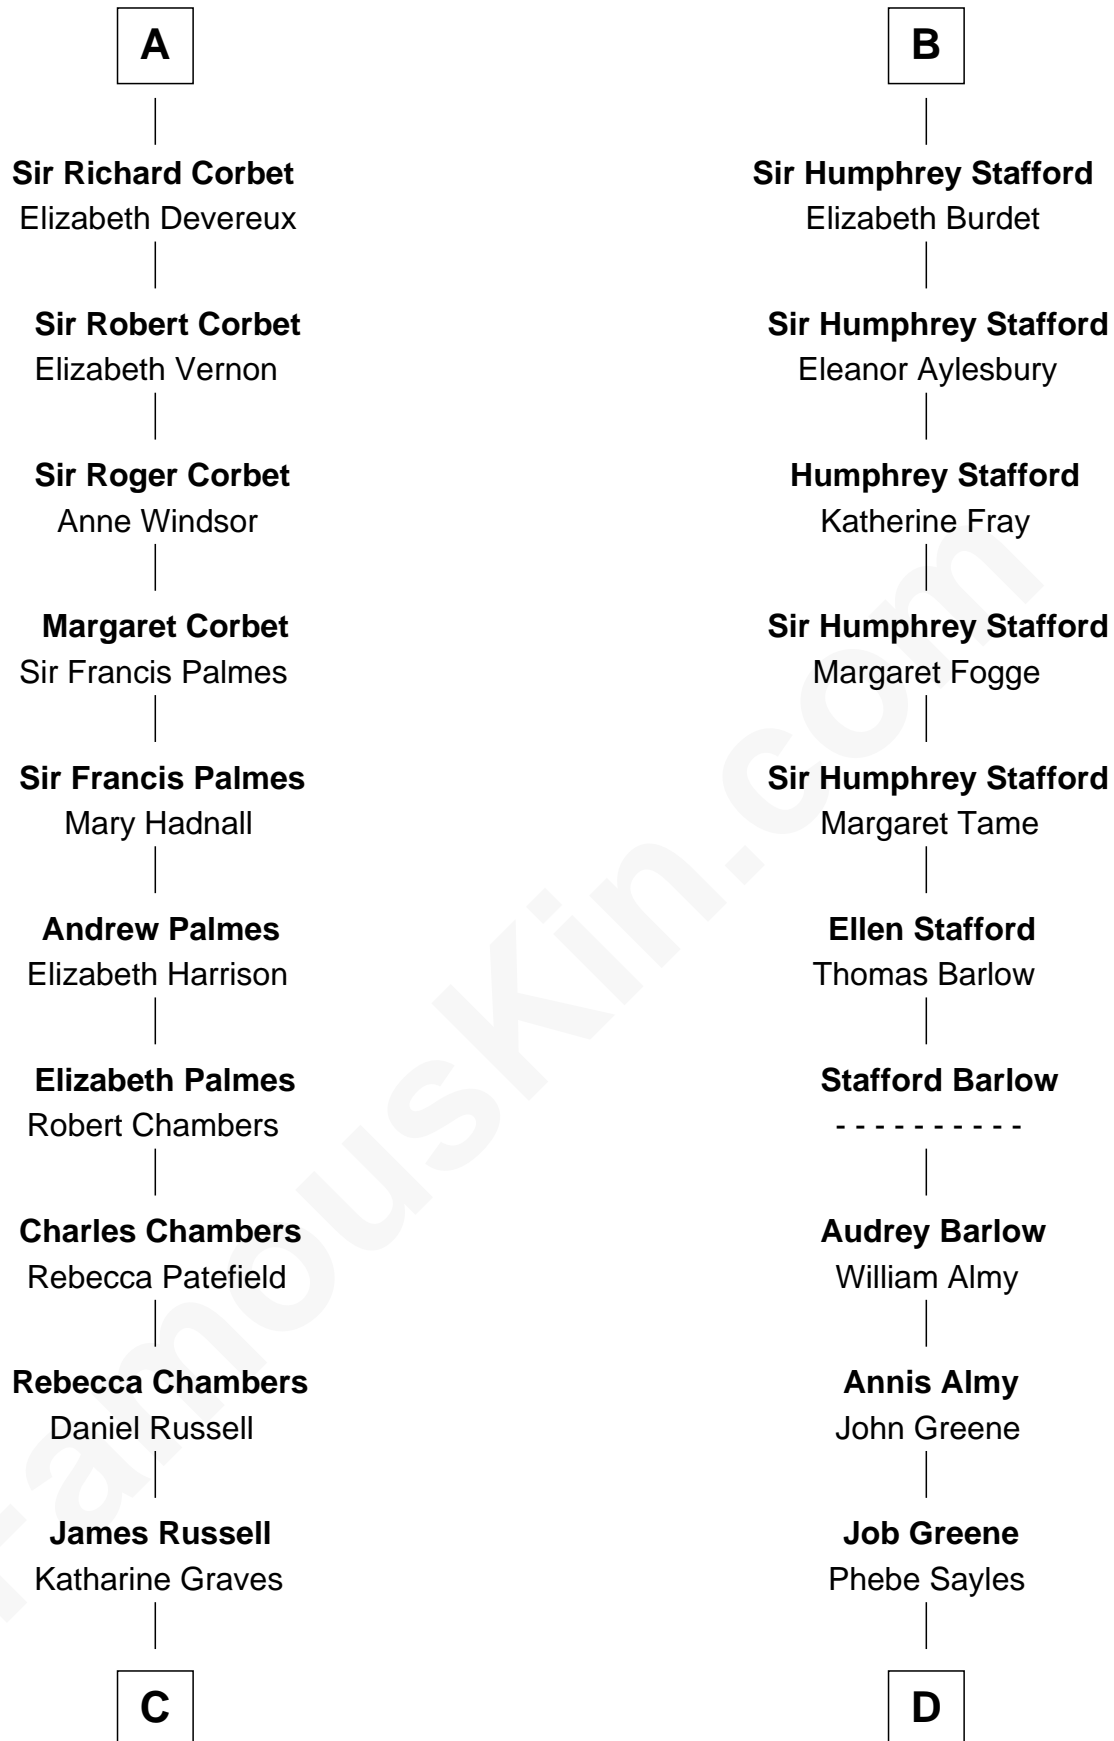 A
Sir Richard Corbet
Elizabeth Devereux
Sir Robert Corbet
Elizabeth Vernon
Sir Roger Corbet
Anne Windsor
Margaret Corbet
Sir Francis Palmes
Sir Francis Palmes
Mary Hadnall
Andrew Palmes
Elizabeth Harrison
Elizabeth Palmes
Robert Chambers
Charles Chambers
Rebecca Patefield
Rebecca Chambers
Daniel Russell
James Russell
Katharine Graves
C
B
Sir Humphrey Stafford
Elizabeth Burdet
Sir Humphrey Stafford
Eleanor Aylesbury
Humphrey Stafford
Katherine Fray
Sir Humphrey Stafford
Margaret Fogge
Sir Humphrey Stafford
Margaret Tame
Ellen Stafford
Thomas Barlow
Stafford Barlow
- - - - - - - - - -
Audrey Barlow
William Almy
Annis Almy
John Greene
Job Greene
Phebe Sayles
D
FamousKin.com